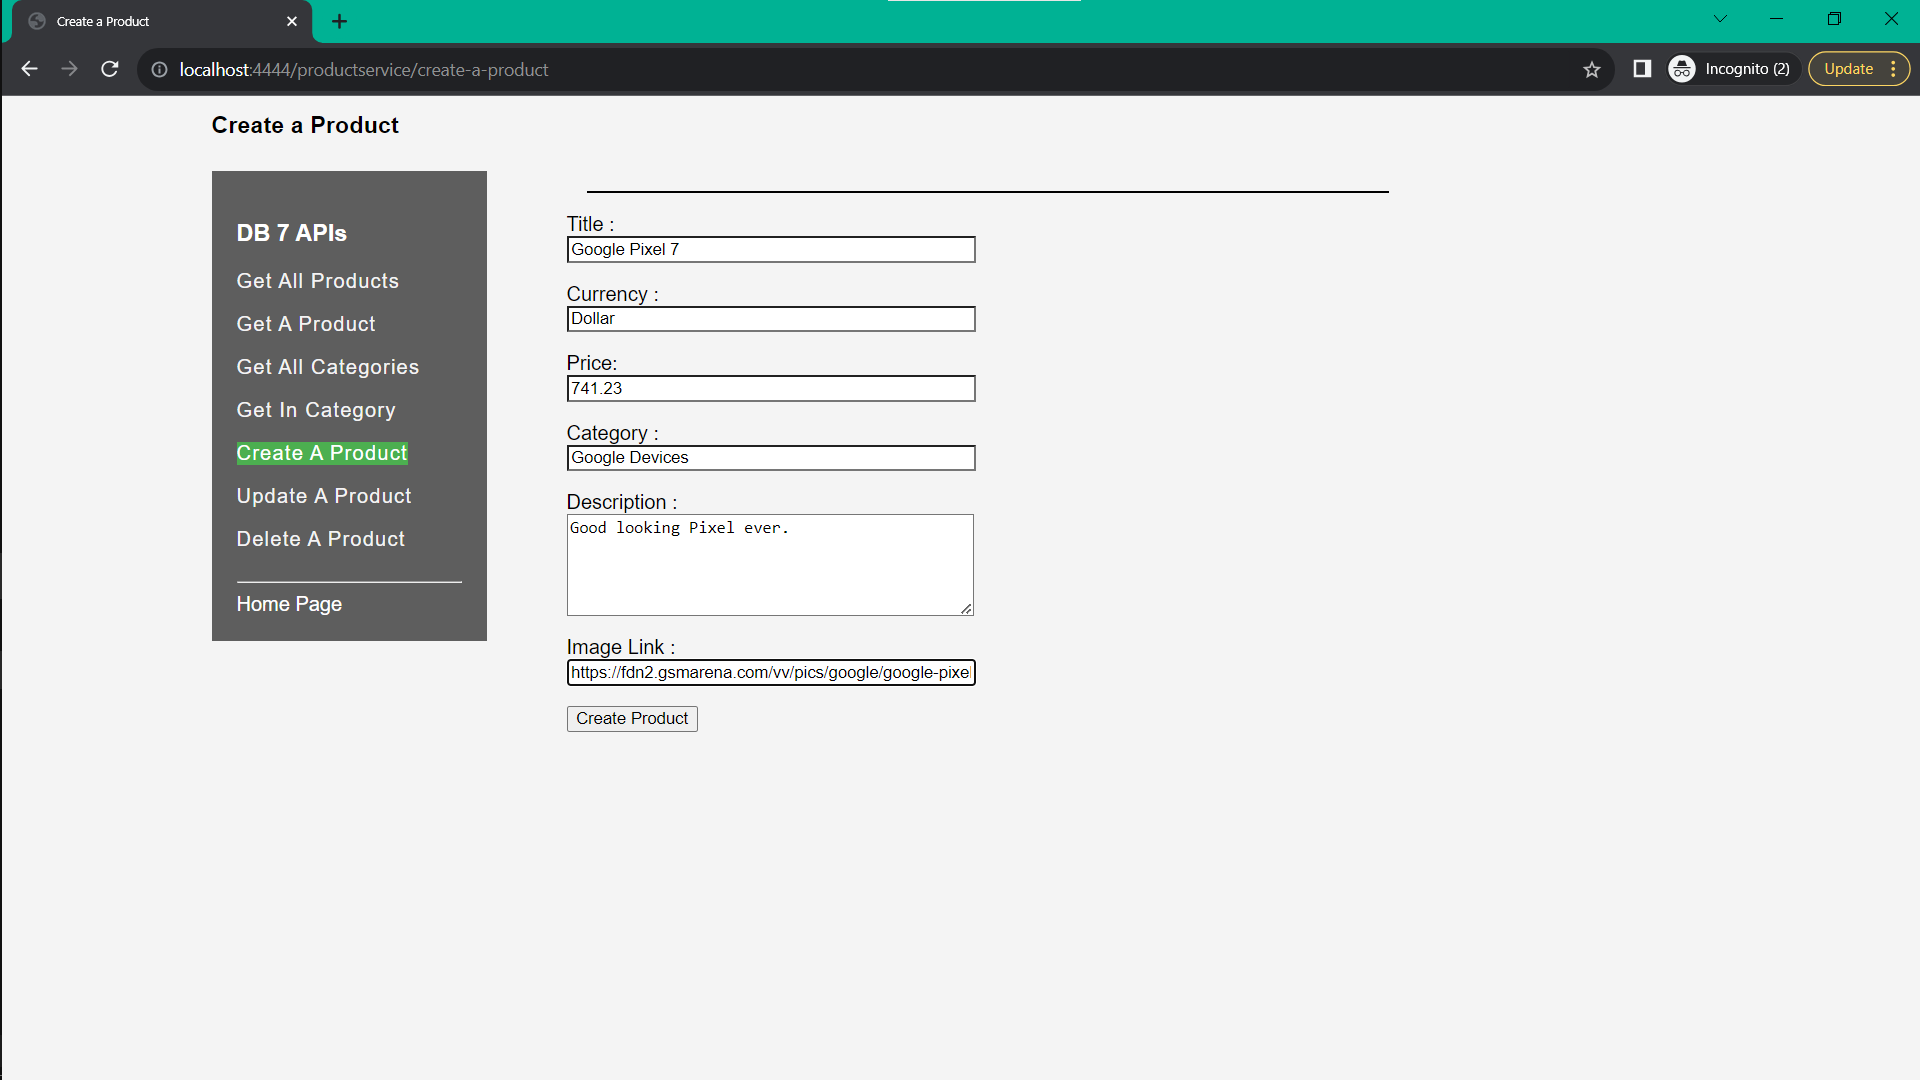 Create a Product
localhost:4444/productservice/create-a-product
Incognito (2)
Update
Create a Product
DB 7 APIs
Get All Products
Get A Product
Get All Categories
Get In Category
Create A Product
Update A Product
Delete A Product
Home Page
Title :
Google Pixel 7
Currency :
Dollar
Price:
741.23
Category :
Google Devices
Description :
Good looking Pixel ever.
Image Link :
https://fdn2.gsmarena.com/vv/pics/google/google-pixel
Create Product